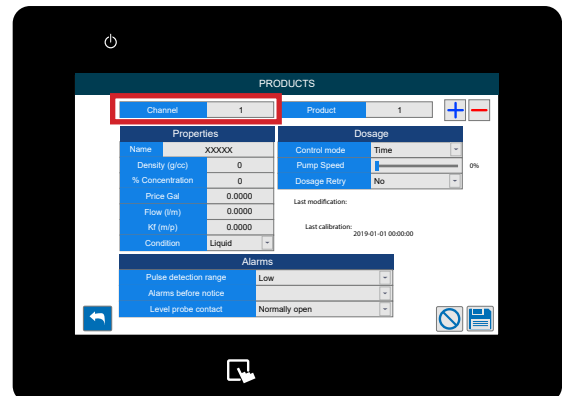 PRODUCTS
Channel 1 Product 1
Properties
Name XXXXX
Density (g/cc) 0
% Concentration 0
Price Gal 0.0000
Flow (l/m) 0.0000
Kf (m/p) 0.0000
Condition Liquid
Dosage
Control mode Time
Pump Speed 0%
Dosage Retry No
Last modification:
Last calibration:
2019-01-01 00:00:00
Alarms
Pulse detection range Low
Alarms before notice
Level probe contact Normally open